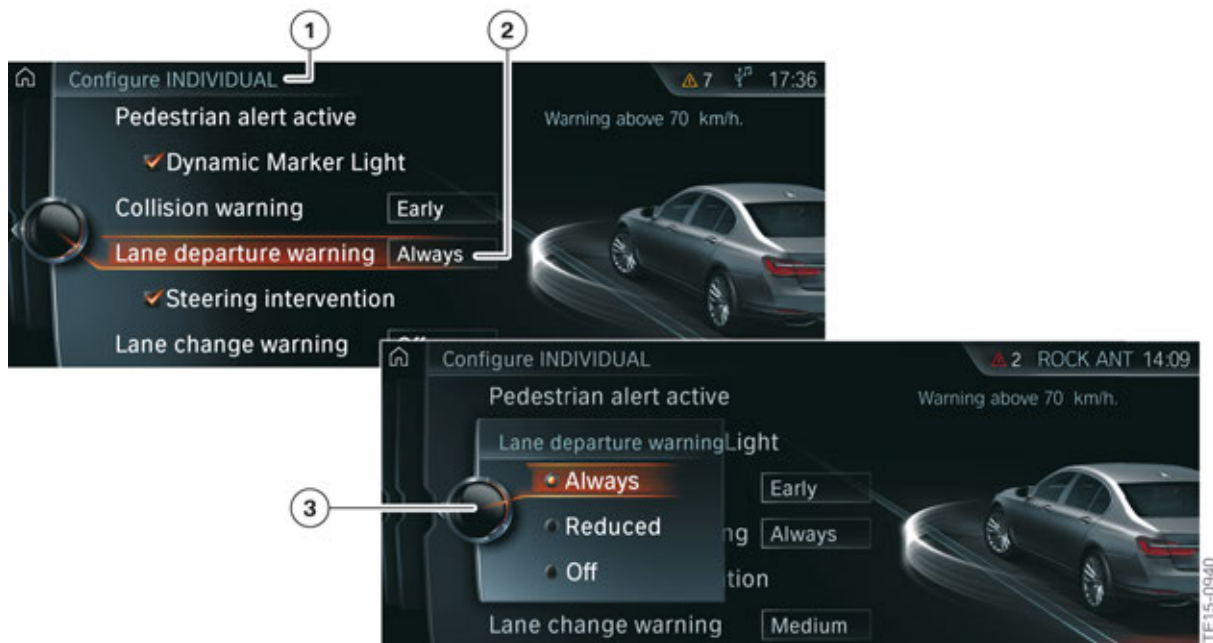 1
2
Configure INDIVIDUAL
7 17:36
Pedestrian alert active
Warning above 70 km/h.
Dynamic Marker Light
Collision warning Early
Lane departure warning Always
Steering intervention
Lane change warning
Configure INDIVIDUAL
2 ROCK ANT 14:09
Pedestrian alert active
Warning above 70 km/h.
Lane departure warning Light
Always
Early
3
Reduced
ng Always
Off
tion
Lane change warning Medium
TE15-0940